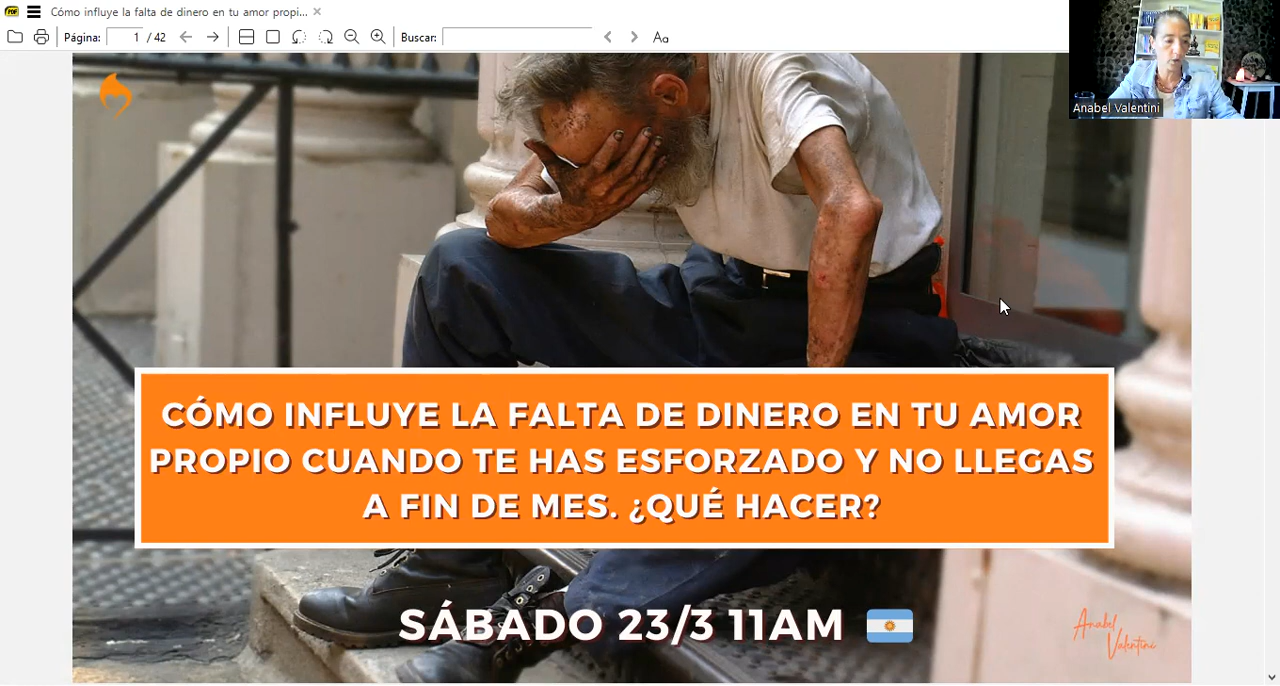 Cómo influye la falta de dinero en tu amor propi...
Página: 1 / 42
Buscar:
Aa
Anabel Valentini
CÓMO INFLUYE LA FALTA DE DINERO EN TU AMOR
PROPIO CUANDO TE HAS ESFORZADO Y NO LLEGAS
A FIN DE MES. ¿QUÉ HACER?
SÁBADO 23/3 11AM
Anabel
Valentini